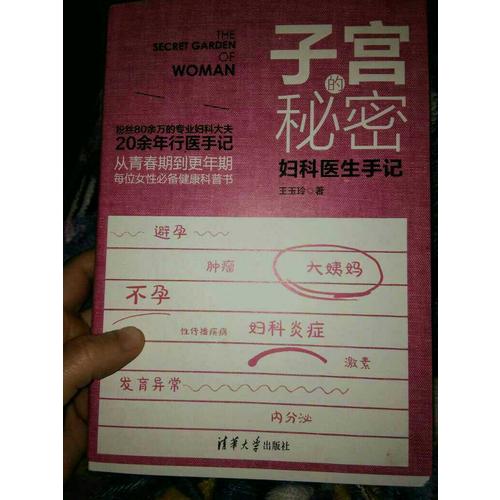 THE
SECRET GARDEN
OF
WOMAN
子宫
的
秘密
妇科医生手记
王玉玲◎著
粉丝80余万的专业妇科大夫
20余年行医手记
从青春期到更年期
每位女性必备健康科普书
避孕
肿瘤
大姨妈
不孕
性传播疾病
妇科炎症
激素
发育异常
内分泌
清华大学出版社